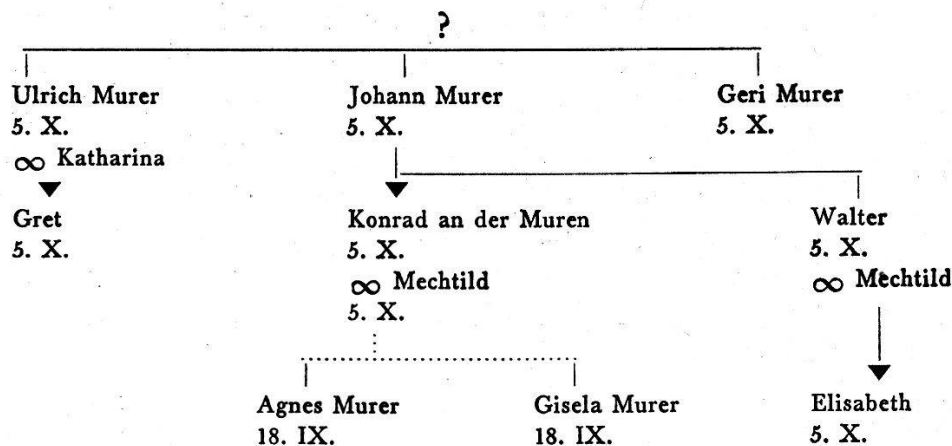 ?
Ulrich Murer
5. X.
∞ Katharina
Gret
5. X.
Johann Murer
5. X.
Konrad an der Muren
5. X.
∞ Mechtild
5. X.
Geri Murer
5. X.
Walter
5. X.
∞ Mechtild
Agnes Murer
18. IX.
Gisela Murer
18. IX.
Elisabeth
5. X.